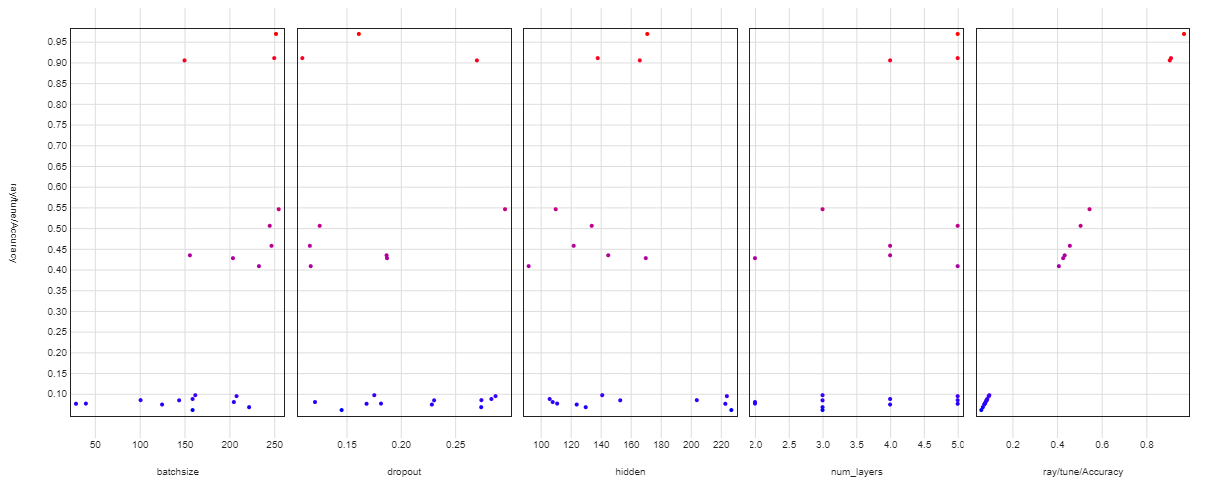 ray/tune/Accuracy
0.95
0.90
0.85
0.80
0.75
0.70
0.65
0.60
0.55
0.50
0.45
0.40
0.35
0.30
0.25
0.20
0.15
0.10
50 100 150 200 250
0.15 0.20 0.25
100 120 140 160 180 200 220
2.0 2.5 3.0 3.5 4.0 4.5 5.0
0.2 0.4 0.6 0.8
batchsize dropout hidden num_layers ray/tune/Accuracy